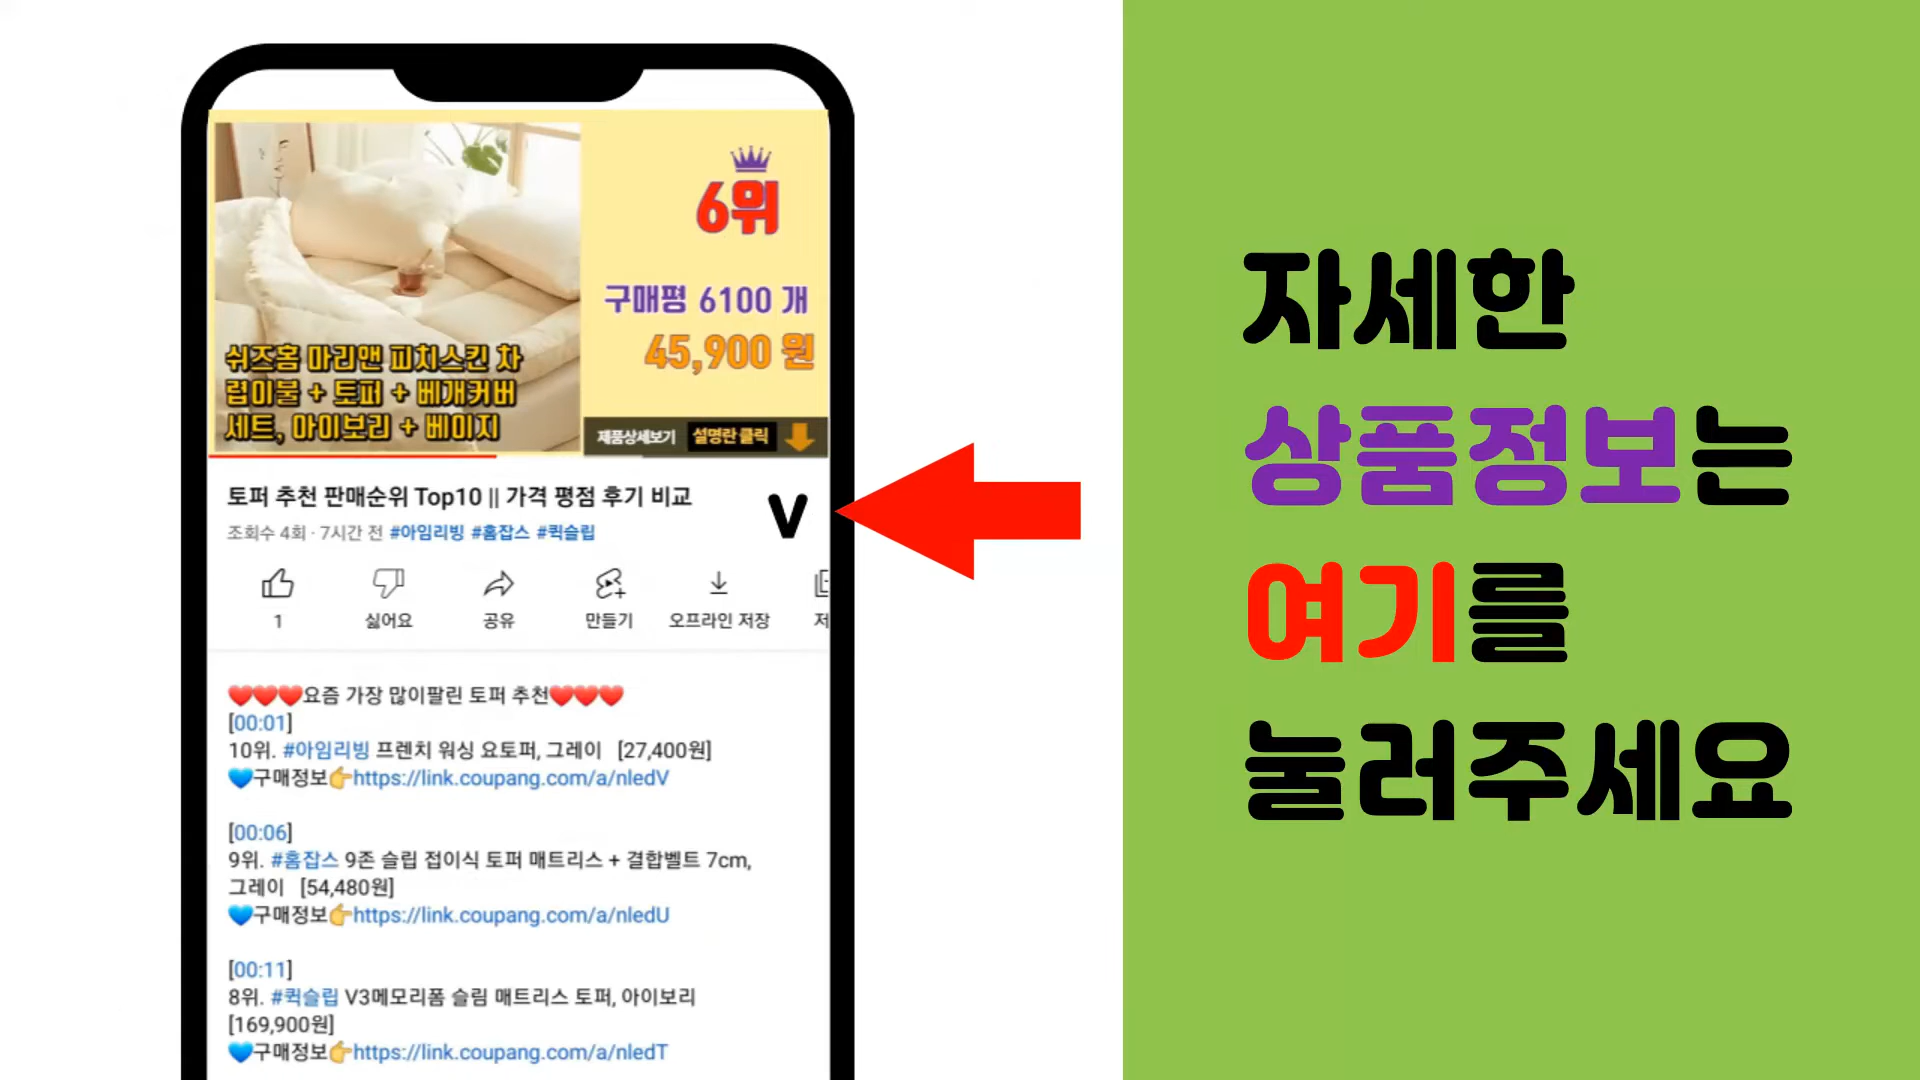 6위
구매평 6100 개
45,900 원
쉬즈홈 마리앤 피치스킨 차
렵이불 + 토퍼 + 베개커버
세트, 아이보리 + 베이지
제품상세보기 설명란 클릭
토퍼 추천 판매순위 Top10 || 가격 평점 후기 비교
V
조회수 4회 · 7시간 전 #아임리빙 #홈잡스 #퀵슬립
1 싫어요 공유 만들기 오프라인 저장 저
❤️❤️❤️요즘 가장 많이팔린 토퍼 추천❤️❤️❤️
[00:01]
10위. #아임리빙 프렌치 워싱 요토퍼, 그레이 [27,400원]
💙구매정보👉https://link.coupang.com/a/nledV
[00:06]
9위. #홈잡스 9존 슬립 접이식 토퍼 매트리스 + 결합벨트 7cm,
그레이 [54,480원]
💙구매정보👉https://link.coupang.com/a/nledU
[00:11]
8위. #퀵슬립 V3메모리폼 슬림 매트리스 토퍼, 아이보리
[169,900원]
💙구매정보👉https://link.coupang.com/a/nledT
자세한
상품정보는
여기를
눌러주세요